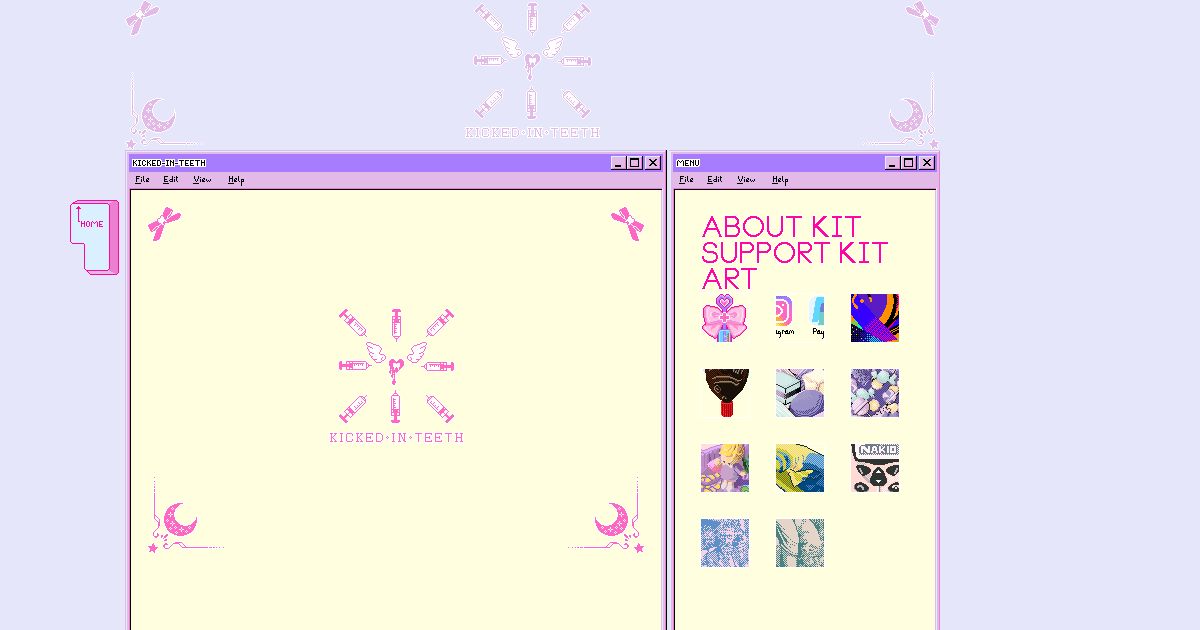 KICKED·IN·TEETH
KICKED-IN-TEETH
File Edit View Help
MENU
File Edit View Help
HOME
ABOUT KIT
SUPPORT KIT
ART
gram Pay
KICKED·IN·TEETH
NAKID